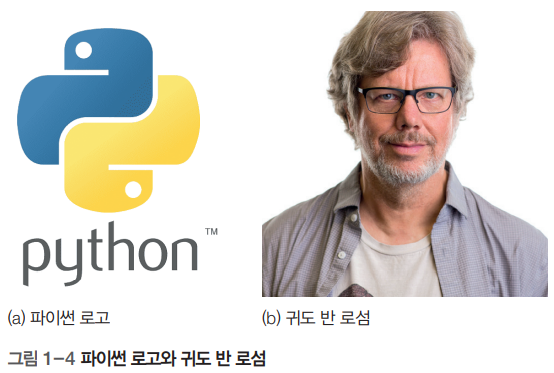 python™
(a) 파이썬 로고
(b) 귀도 반 로섬
그림 1-4 파이썬 로고와 귀도 반 로섬